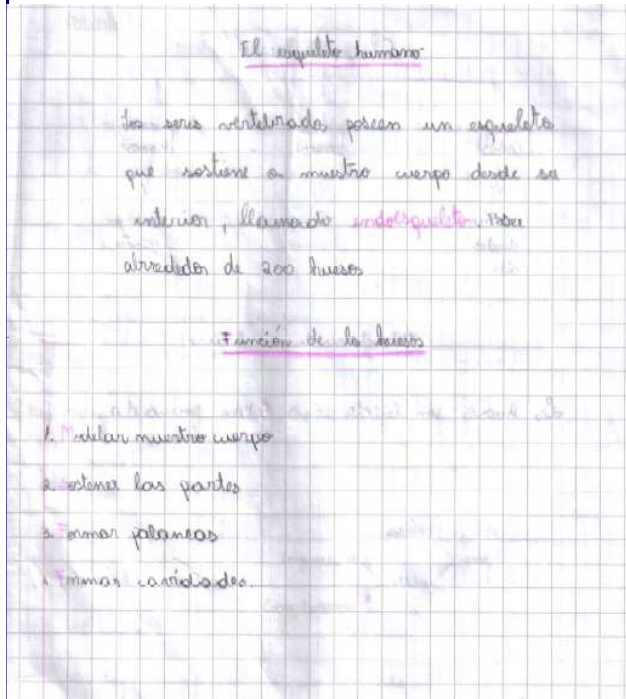 El esqueleto humano
Los seres vertebrados poseen un esqueleto
que sostiene a nuestro cuerpo desde su
interior, llamado endoesqueleto. Posee
alrededor de 200 huesos
Función de lo huesos
1. Modelar nuestro cuerpo
2. Sostener las partes
3. Formar palancas
4. Formar cavidades.